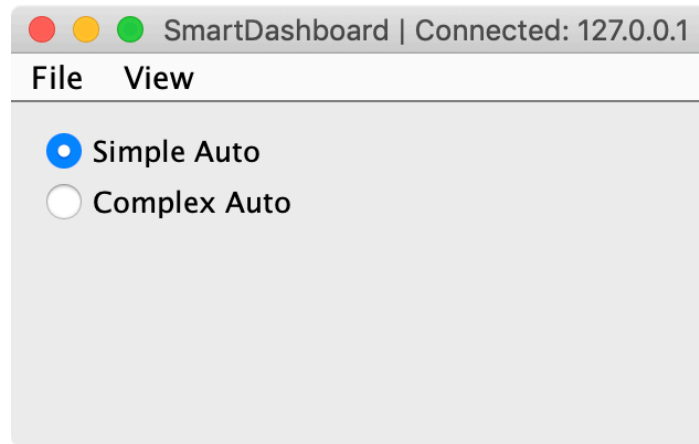 SmartDashboard | Connected: 127.0.0.1
File View
Simple Auto
Complex Auto